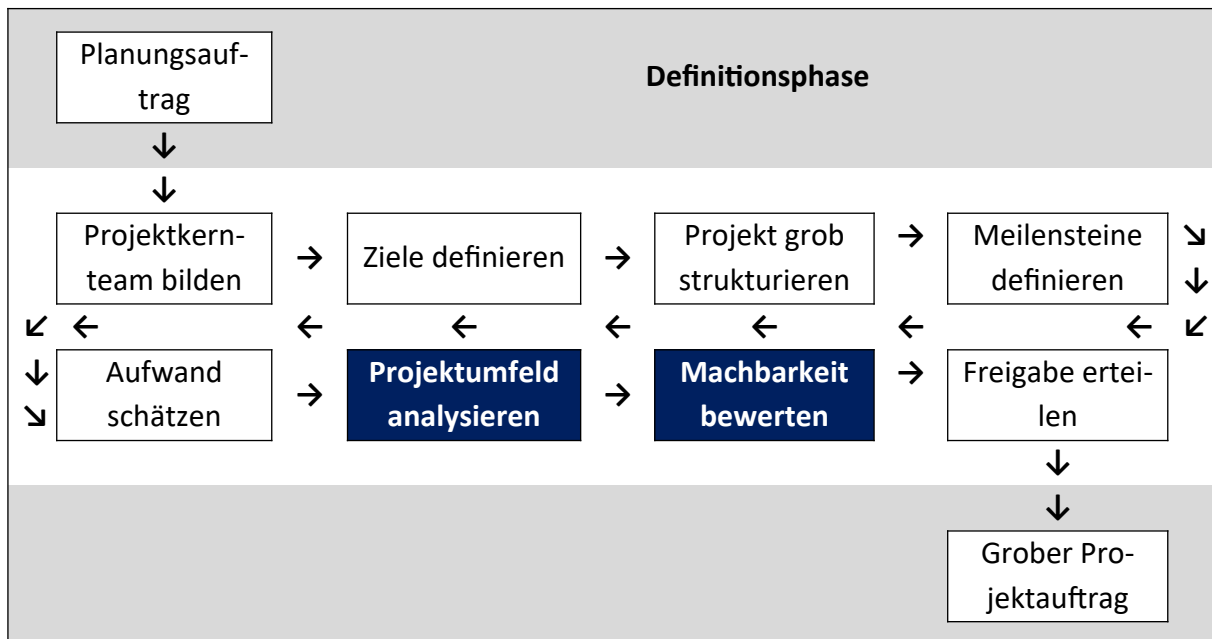 Planungsauf-
trag
Definitionsphase
↓
↓
Projektkern-
team bilden
→
Ziele definieren
→
Projekt grob
strukturieren
→
Meilensteine
definieren
↘
↓
↙ ← ← ← ← ← ← ← ↙
↓
↘
Aufwand
schätzen
→
Projektumfeld
analysieren
→
Machbarkeit
bewerten
→
Freigabe ertei-
len
↓
↓
Grober Pro-
jektauftrag